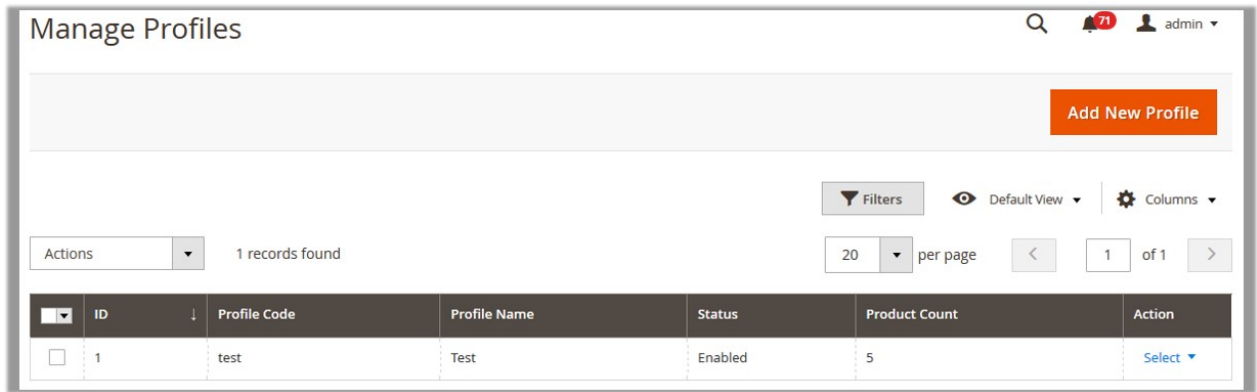 Manage Profiles
71 admin
Add New Profile
Filters Default View Columns
Actions 1 records found 20 per page 1 of 1
ID ↓ Profile Code Profile Name Status Product Count Action
1 test Test Enabled 5 Select